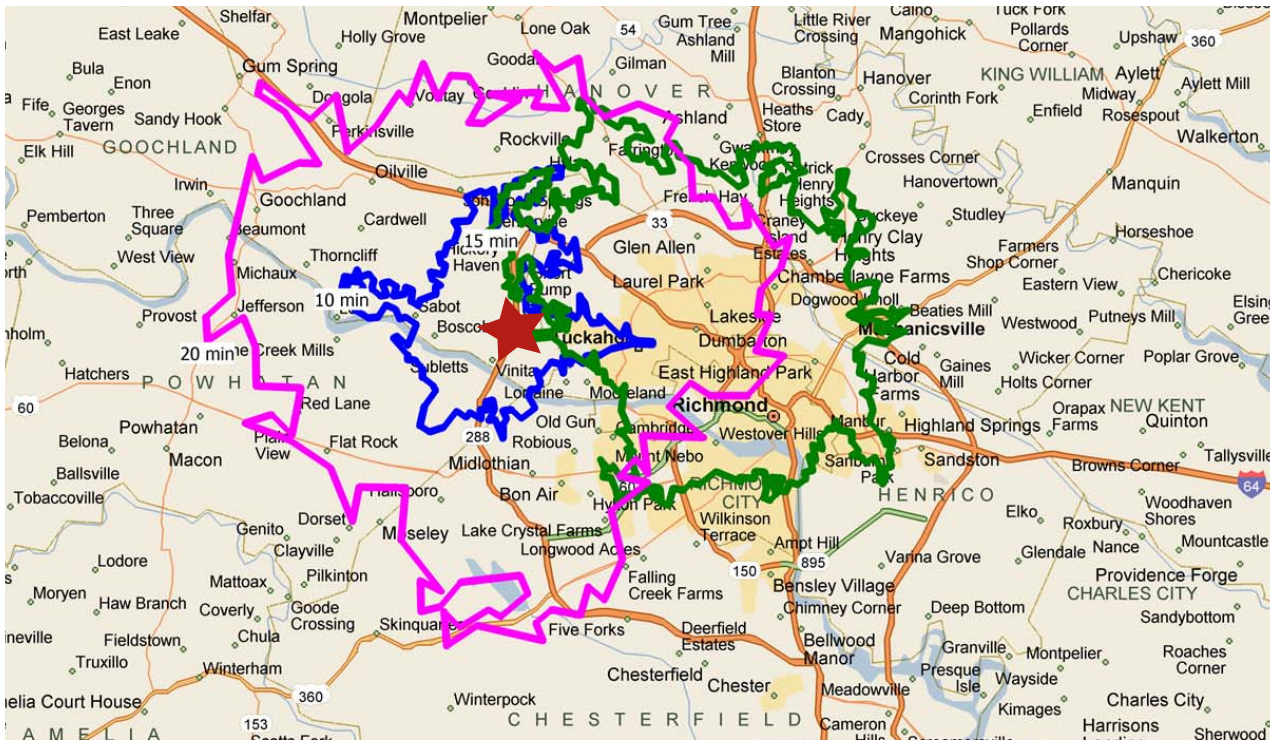 Shelfar
Montpelier
Lone Oak
54
Gum Tree
Ashland
Mill
Little River
Crossing
Mangohick
Tuck Fork
Pollards
Corner
Upshaw
360
East Leake
Holly Grove
Bula
Enon
Gum Spring
Gilman
Blanton
Crossing
Hanover
KING WILLIAM
Aylett
Midway
Aylett Mill
Fife
Georges
Tavern
Sandy Hook
HANOVER
Ashland
Heaths
Store
Cady
Corinth Fork
Enfield
Rosespout
Walkerton
Elk Hill
GOOCHLAND
Perkinsville
Rockville
Farrington
Crosses Corner
Oilville
Irwin
Goochland
French Hay
Henry
Heights
Hanovertown
Manquin
Pemberton
Three
Square
Cardwell
33
Craney
Island
Estates
Studley
Beaumont
15 min
Glen Allen
Henry Clay
Heights
Farmers
Shop Corner
Horseshoe
West View
Thorncliff
Haven
Michaux
Laurel Park
Chamberlayne Farms
Eastern View
Chericoke
10 min
Jefferson
Sabot
Dogwood Knoll
Beaties Mill
Provost
Lakeside
Mechanicsville
Westwood
Putneys Mill
20 min
Creek Mills
Dumbarton
Cold
Harbor
Farms
Gaines
Mill
Wicker Corner
Poplar Grove
Hatchers
POWHATAN
Subletts
Vinita
East Highland Park
Holts Corner
60
Red Lane
Lorraine
Mooreland
Richmond
Orapax
Farms
NEW KENT
Quinton
Powhatan
Old Gun
Robious
Westover Hills
Highland Springs
Belona
Plain
View
Flat Rock
288
Midlothian
Mount Nebo
Sandston
Browns Corner
Tallysville
Macon
Ballsville
Tobaccoville
Bon Air
60
RICHMOND
CITY
Park
HENRICO
64
Dorset
Moseley
Lake Crystal Farms
Wilkinson
Terrace
Elko
Woodhaven
Shores
Genito
Clayville
Longwood Acres
Ampt Hill
Roxbury
Glendale
Nance
Mountcastle
Lodore
Mattoax
Pilkinton
Falling
Creek Farms
150
895
Varina Grove
Providence Forge
CHARLES CITY
Moryen
Haw Branch
Coverly
Goode
Crossing
Bensley Village
Chimney Corner
Deep Bottom
Sandybottom
Fieldstown
Chula
Five Forks
Deerfield
Estates
Bellwood
Manor
Granville
Montpelier
Roaches
Corner
Truxillo
Winterham
Chesterfield
Presque
Isle
Wayside
360
Winterpock
Chester
Meadowville
Kimages
Charles City
153
CHESTERFIELD
Cameron
Harrisons
Sherwood
AMELIA